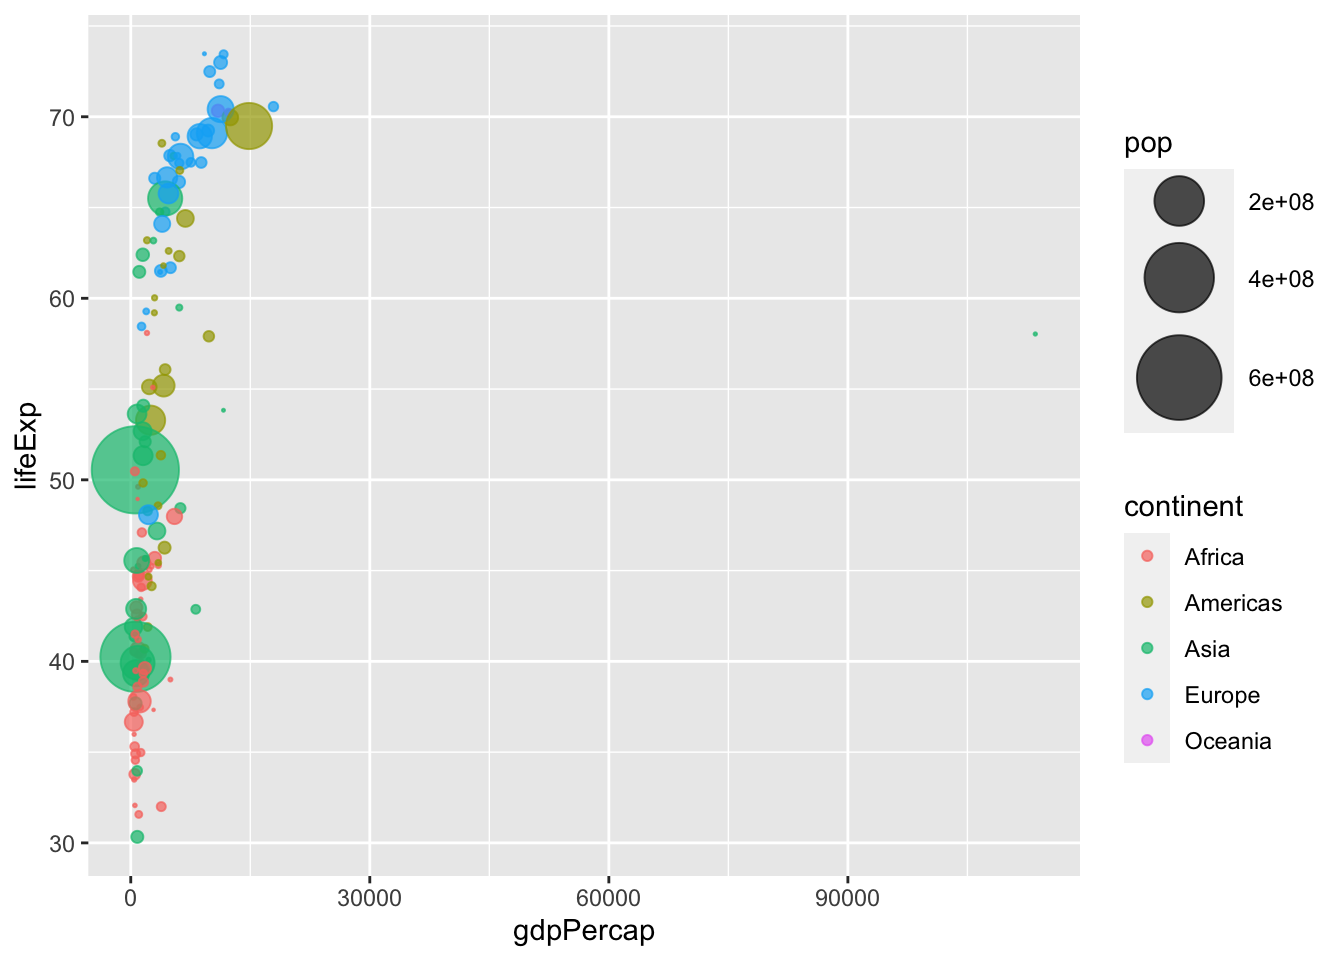 70
60
50
40
30
lifeExp
0
30000
60000
90000
gdpPercap
pop
2e+08
4e+08
6e+08
continent
Africa
Americas
Asia
Europe
Oceania